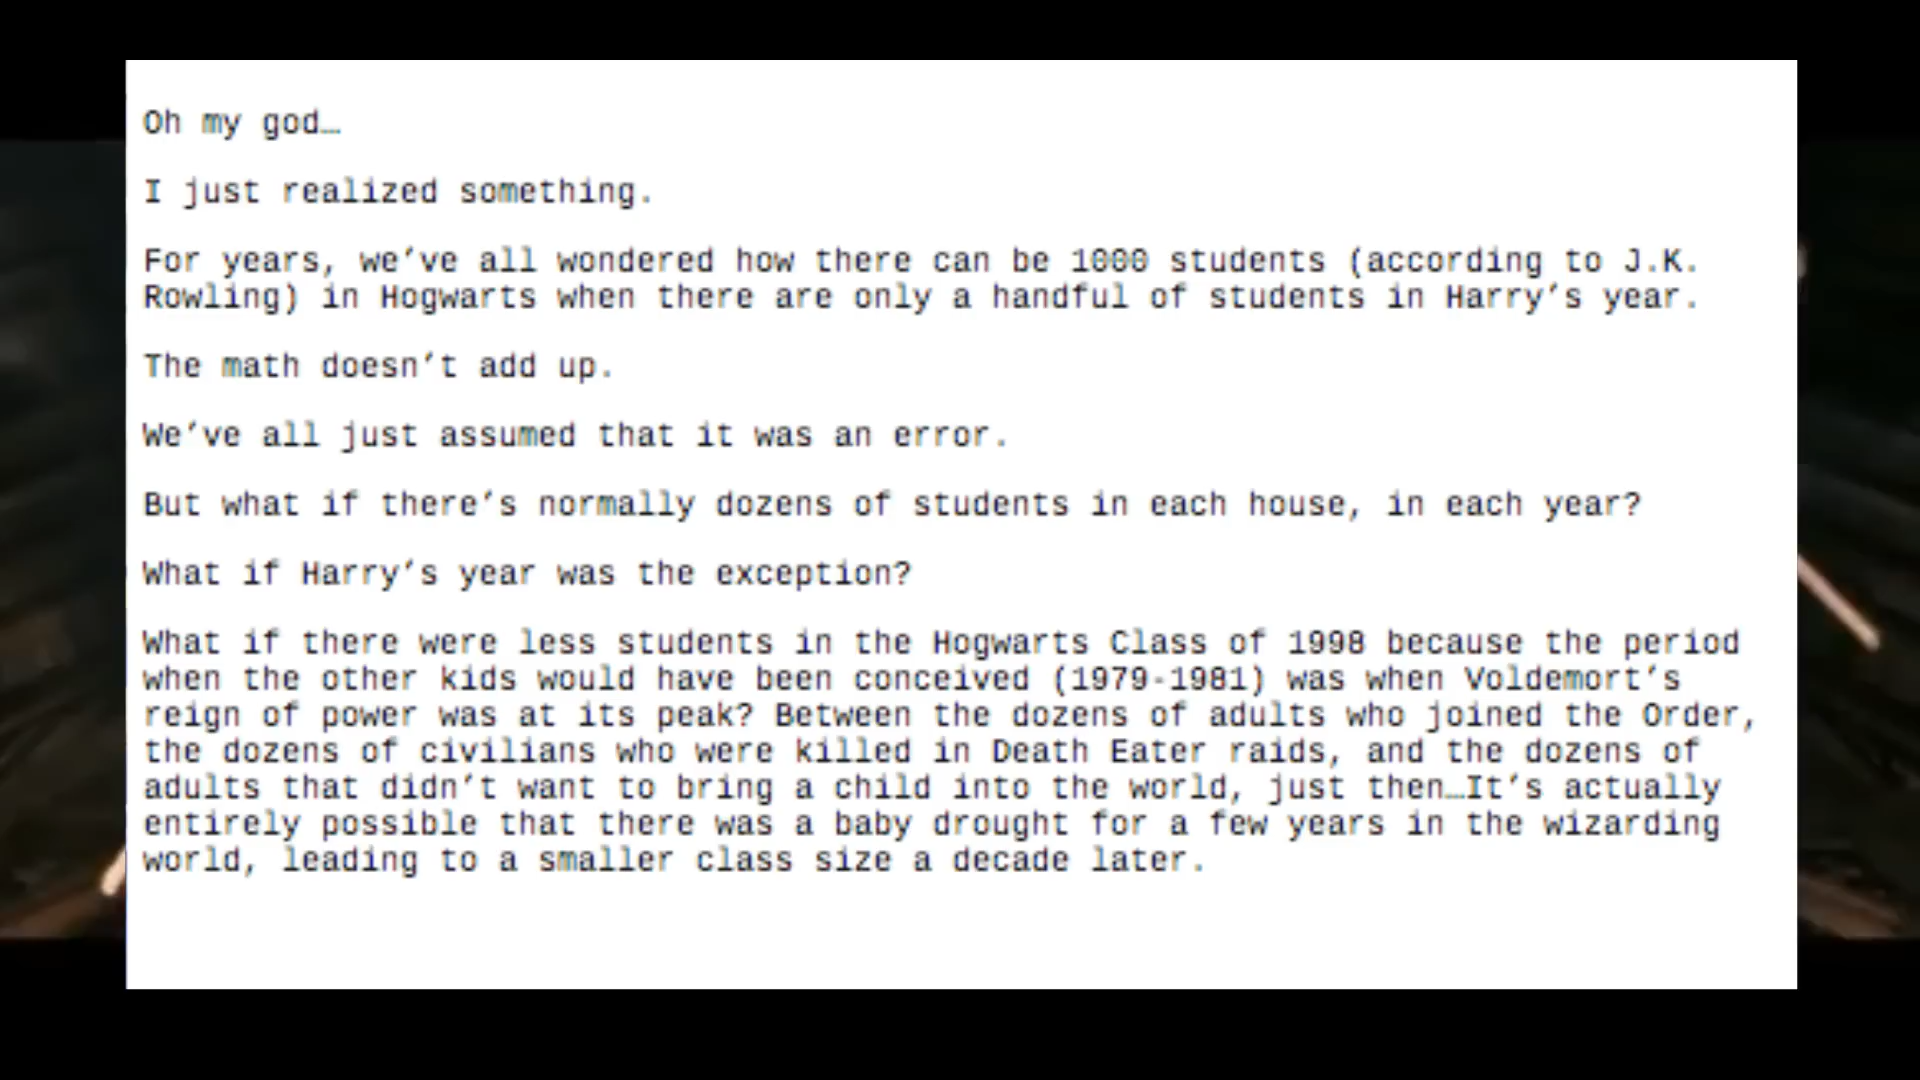 Oh my god…
I just realized something.
For years, we’ve all wondered how there can be 1000 students (according to J.K.
Rowling) in Hogwarts when there are only a handful of students in Harry’s year.
The math doesn’t add up.
We’ve all just assumed that it was an error.
But what if there’s normally dozens of students in each house, in each year?
What if Harry’s year was the exception?
What if there were less students in the Hogwarts Class of 1998 because the period
when the other kids would have been conceived (1979-1981) was when Voldemort’s
reign of power was at its peak? Between the dozens of adults who joined the Order,
the dozens of civilians who were killed in Death Eater raids, and the dozens of
adults that didn’t want to bring a child into the world, just then…It’s actually
entirely possible that there was a baby drought for a few years in the wizarding
world, leading to a smaller class size a decade later.